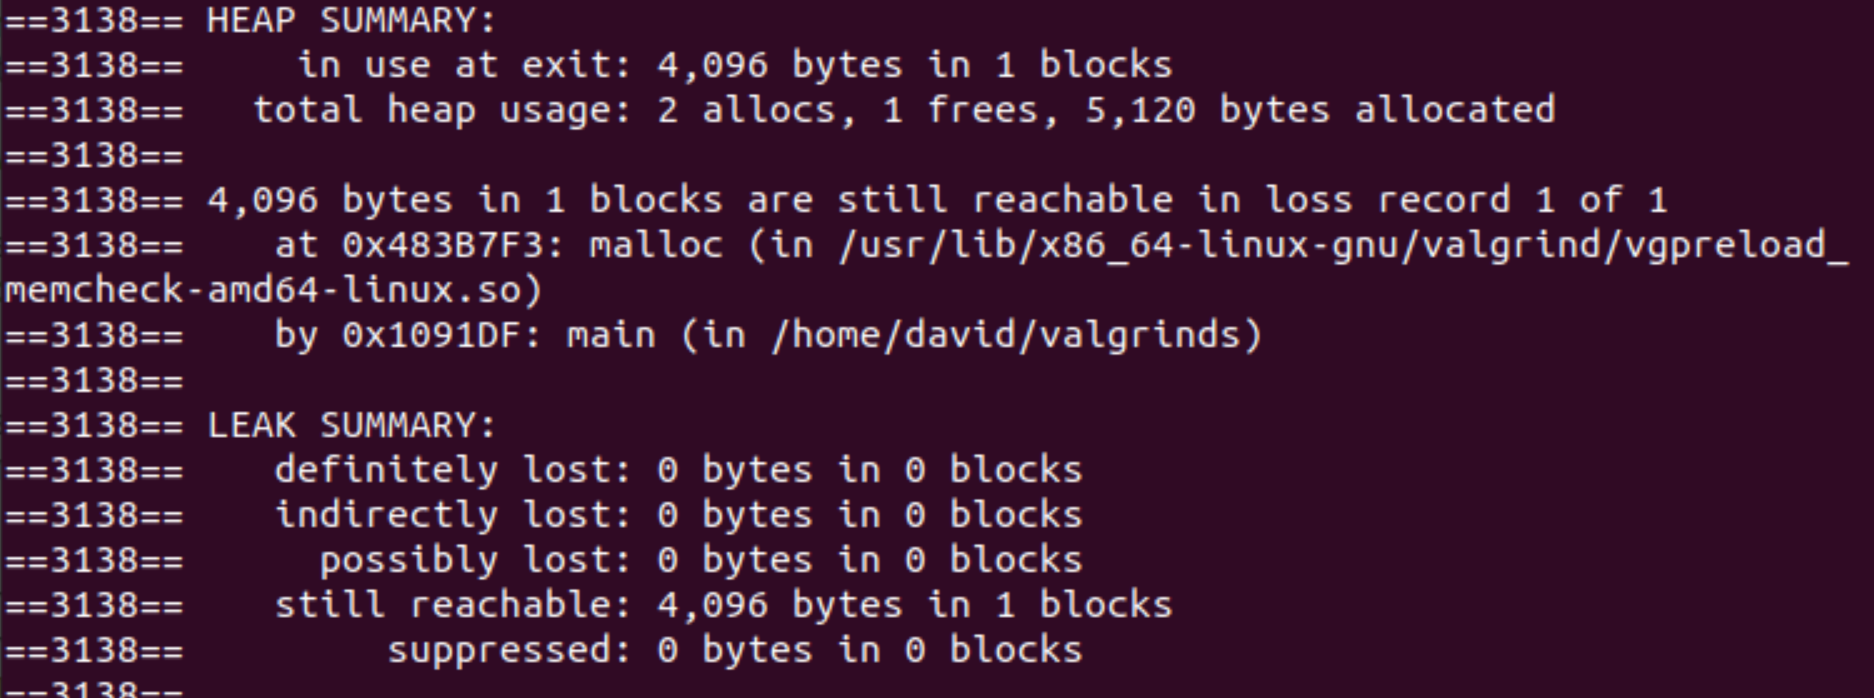 ==3138== HEAP SUMMARY:
==3138==     in use at exit: 4,096 bytes in 1 blocks
==3138==   total heap usage: 2 allocs, 1 frees, 5,120 bytes allocated
==3138==
==3138== 4,096 bytes in 1 blocks are still reachable in loss record 1 of 1
==3138==    at 0x483B7F3: malloc (in /usr/lib/x86_64-linux-gnu/valgrind/vgpreload_
memcheck-amd64-linux.so)
==3138==    by 0x1091DF: main (in /home/david/valgrinds)
==3138==
==3138== LEAK SUMMARY:
==3138==    definitely lost: 0 bytes in 0 blocks
==3138==    indirectly lost: 0 bytes in 0 blocks
==3138==      possibly lost: 0 bytes in 0 blocks
==3138==    still reachable: 4,096 bytes in 1 blocks
==3138==         suppressed: 0 bytes in 0 blocks
==3138==